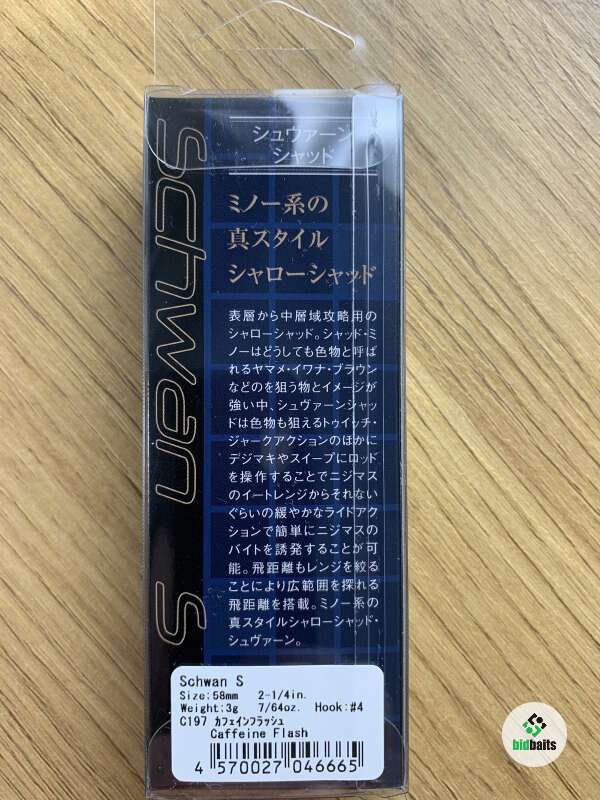 シュヴァーン
シャッド
Schwan S
ミノー系の
真スタイル
シャローシャッド
表層から中層域攻略用の
シャローシャッド。シャッド・ミ
ノーはどうしても色物と呼ば
れるヤマメ・イワナ・ブラウン
などのを狙う物とイメージが
強い中、シュヴァーンシャッ
ドは色物も狙えるトゥイッチ・
ジャークアクションのほかに
デジマキやスイープにロッド
を操作することでニジマス
のイートレンジからそれない
ぐらいの緩やかなライドアク
ションで簡単にニジマスの
バイトを誘発することが可
能。飛距離もレンジを絞る
ことにより広範囲を探れる
飛距離を搭載。ミノー系の
真スタイルシャローシャッド・
シュヴァーン。
Schwan S
Size:58mm 2-1/4in.
Weight:3g 7/64oz. Hook:#4
C197 カフェインフラッシュ
Caffeine Flash
4 570027 046665
bidbaits